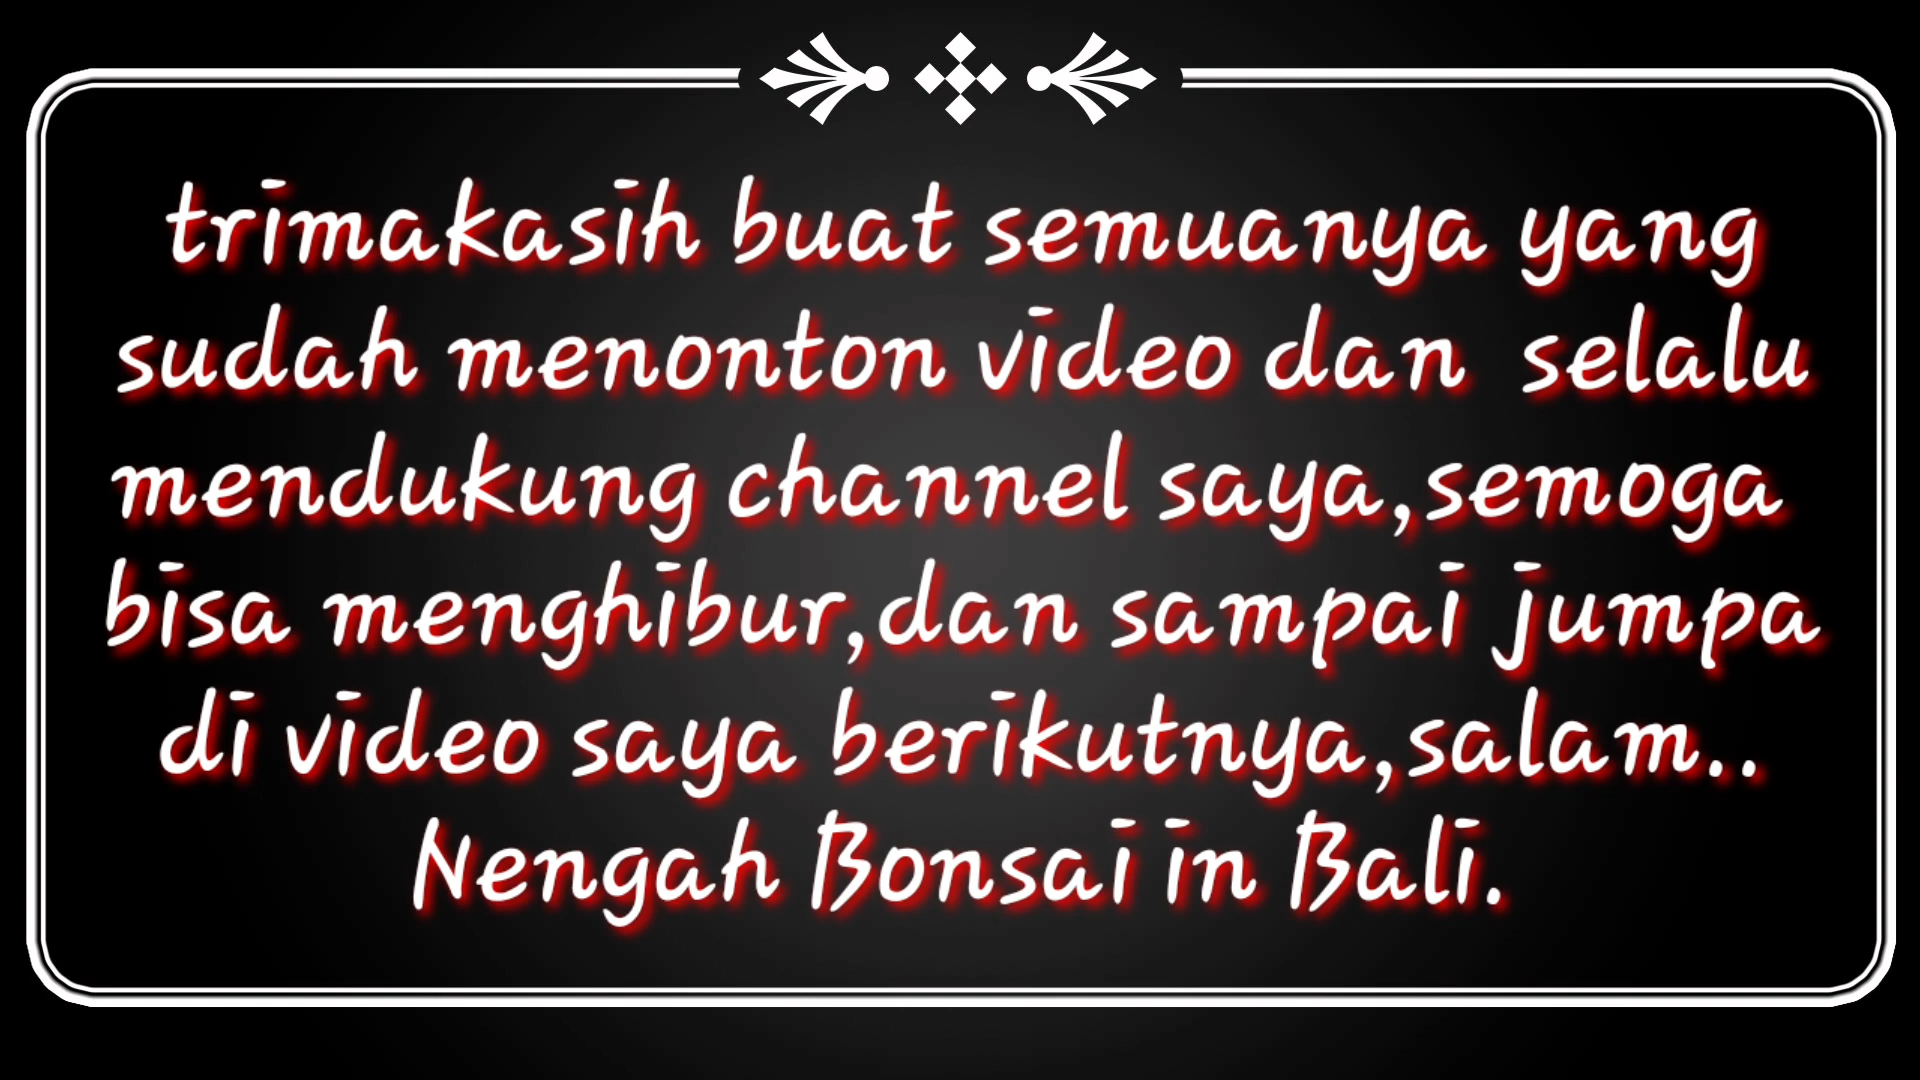 trimakasih buat semuanya yang
sudah menonton video dan selalu
mendukung channel saya,semoga
bisa menghibur,dan sampai jumpa
di video saya berikutnya,salam..
Nengah Bonsai in Bali.